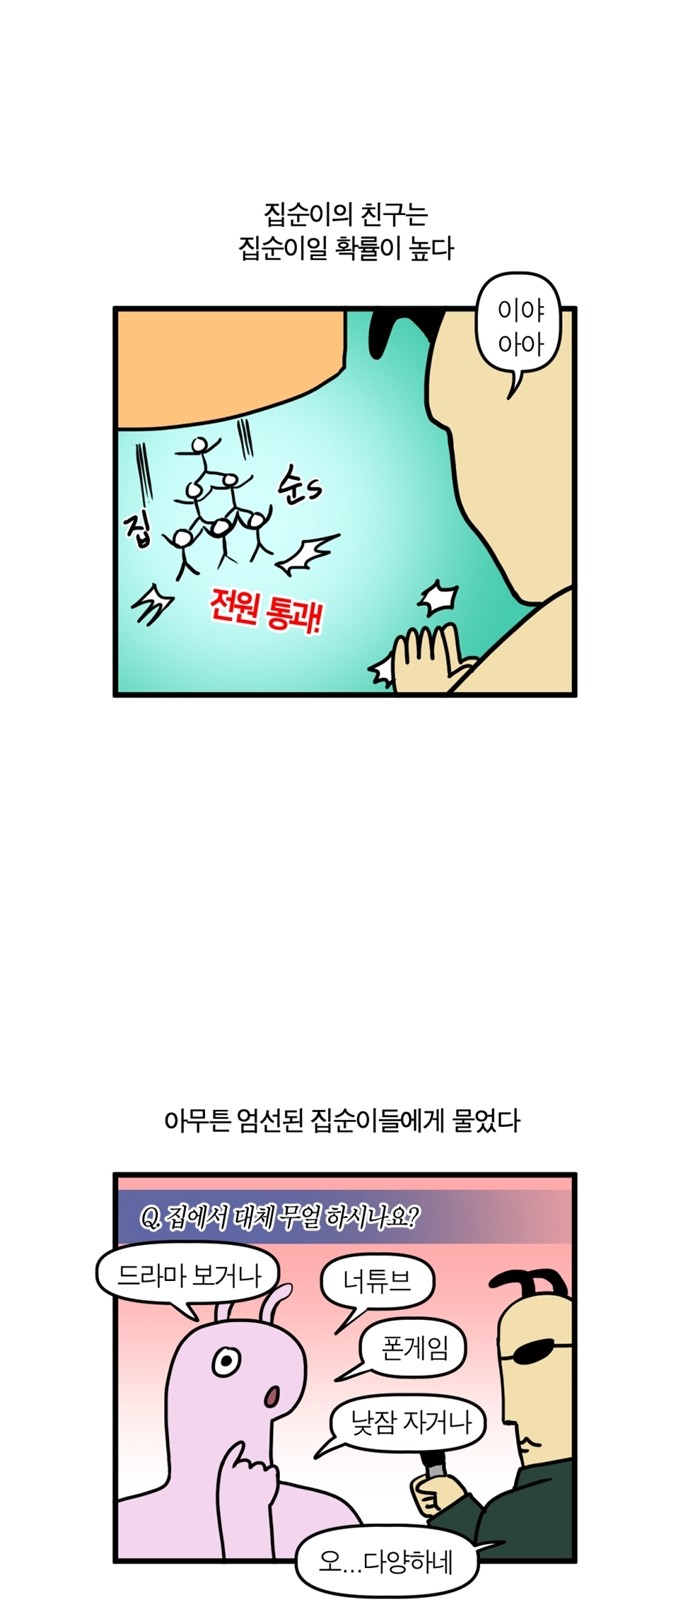 집순이의 친구는
집순이일 확률이 높다
이야
아아
순s
집
전원 통과!
아무튼 엄선된 집순이들에게 물었다
Q. 집에서 대체 무얼 하시나요?
드라마 보거나
너튜브
폰게임
낮잠 자거나
오...다양하네